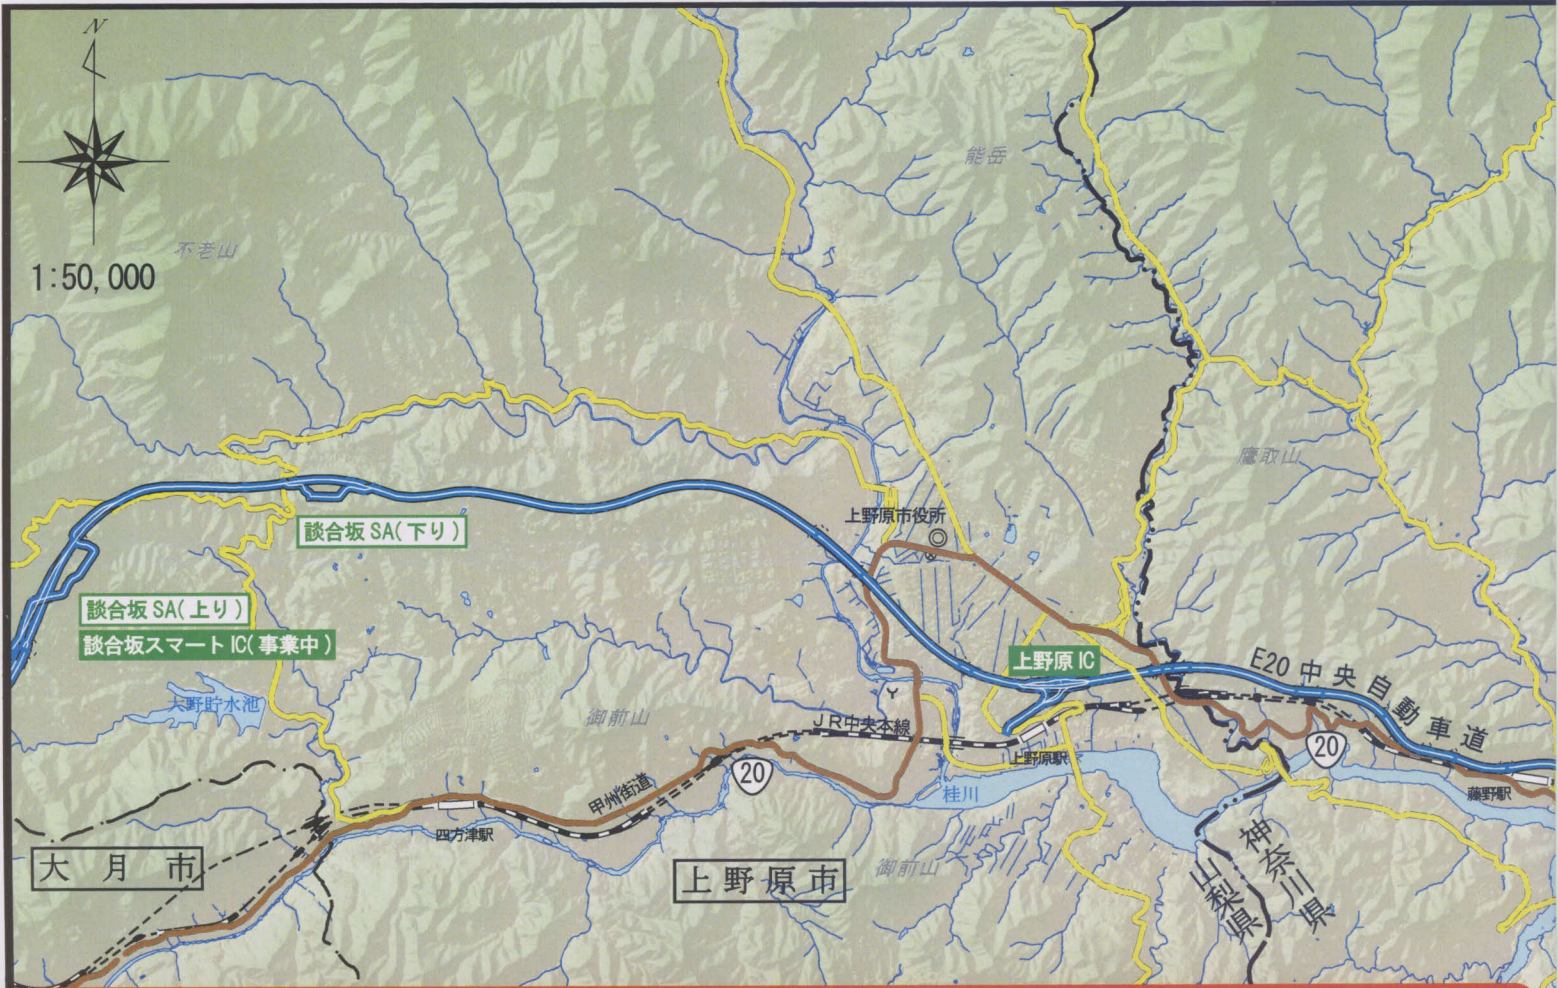 N
能岳
不老山
1:50,000
鷹取山
上野原市役所
談合坂 SA(下り)
談合坂 SA(上り)
談合坂スマート IC(事業中)
上野原 IC
E20 中央自動車道
大野貯水池
御前山
JR中央本線
20
上野原駅
20
甲州街道
桂川
藤野駅
四方津駅
大月市
上野原市
御前山
神奈川県
山梨県